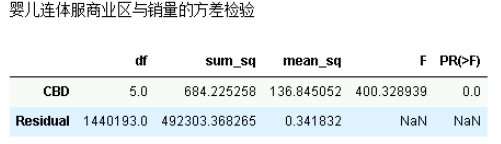 婴儿连体服商业区与销量的方差检验
df sum_sq mean_sq F PR(>F)
CBD 5.0 684.225258 136.845052 400.328939 0.0
Residual 1440193.0 492303.368265 0.341832 NaN NaN